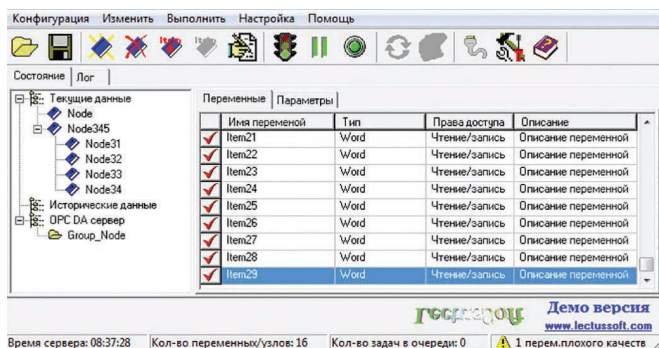 Конфигурация Изменить Выполнить Настройка Помощь
Состояние Лог
Текущие данные
Node
Node345
Node31
Node32
Node33
Node34
Исторические данные
OPC DA сервер
Group_Node
Переменные Параметры
Имя переменой Тип Права доступа Описание
Item21 Word Чтение/запись Описание переменной
Item22 Word Чтение/запись Описание переменной
Item23 Word Чтение/запись Описание переменной
Item24 Word Чтение/запись Описание переменной
Item25 Word Чтение/запись Описание переменной
Item26 Word Чтение/запись Описание переменной
Item27 Word Чтение/запись Описание переменной
Item28 Word Чтение/запись Описание переменной
Item29 Word Чтение/запись Описание переменной
LectusSoft Демо версия
www.lectussoft.com
Время сервера: 08:37:28 Кол-во переменных/узлов: 16 Кол-во задач в очереди: 0 1 перем.плохого качеств